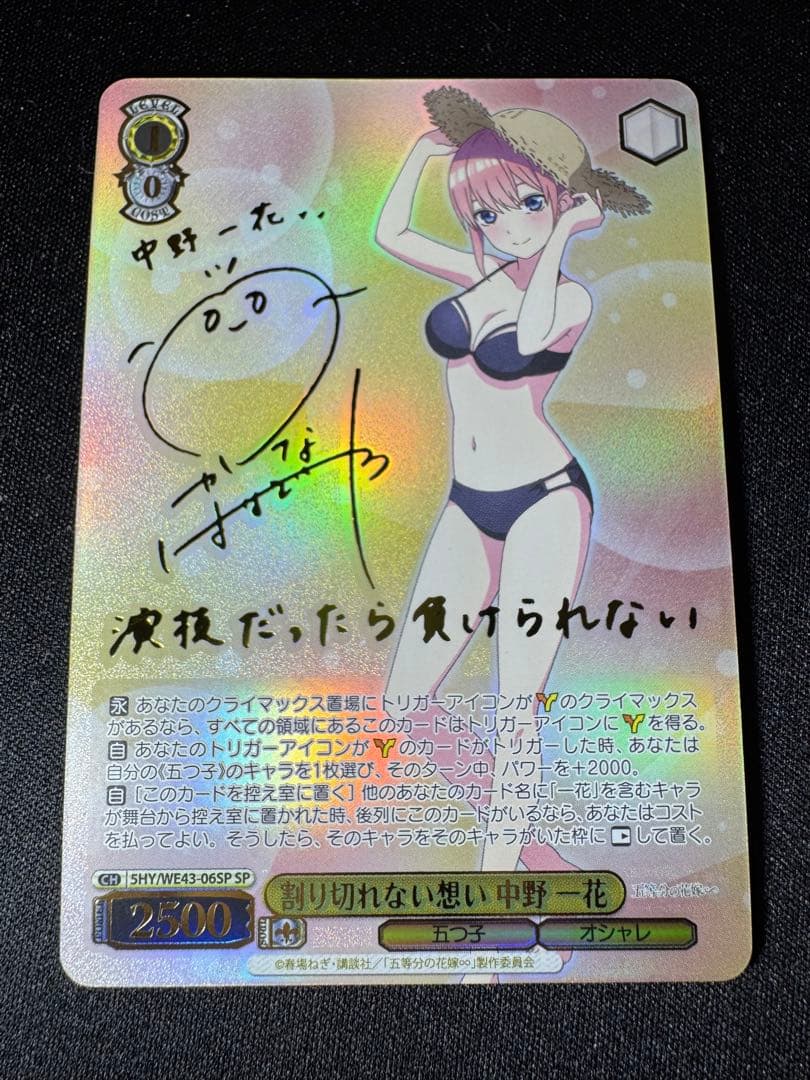 LEVEL
0
COST
中野一花
はなざわかな
演技だったら負けられない
永 あなたのクライマックス置場にトリガーアイコンがのクライマックス
があるなら、すべての領域にあるこのカードはトリガーアイコンにを得る。
自 あなたのトリガーアイコンがのカードがトリガーした時、あなたは
自分の《五つ子》のキャラを1枚選び、そのターン中、パワーを+2000。
自 [このカードを控え室に置く] 他のあなたのカード名に「一花」を含むキャラ
が舞台から控え室に置かれた時、後列にこのカードがいるなら、あなたはコスト
を払ってよい。そうしたら、そのキャラをそのキャラがいた枠にして置く。
CH 5HY/WE43-06SP SP
割り切れない想い 中野 一花
五等分の花嫁∽
POWER 2500 SOUL
五つ子 オシャレ
©春場ねぎ・講談社/「五等分の花嫁∽」製作委員会